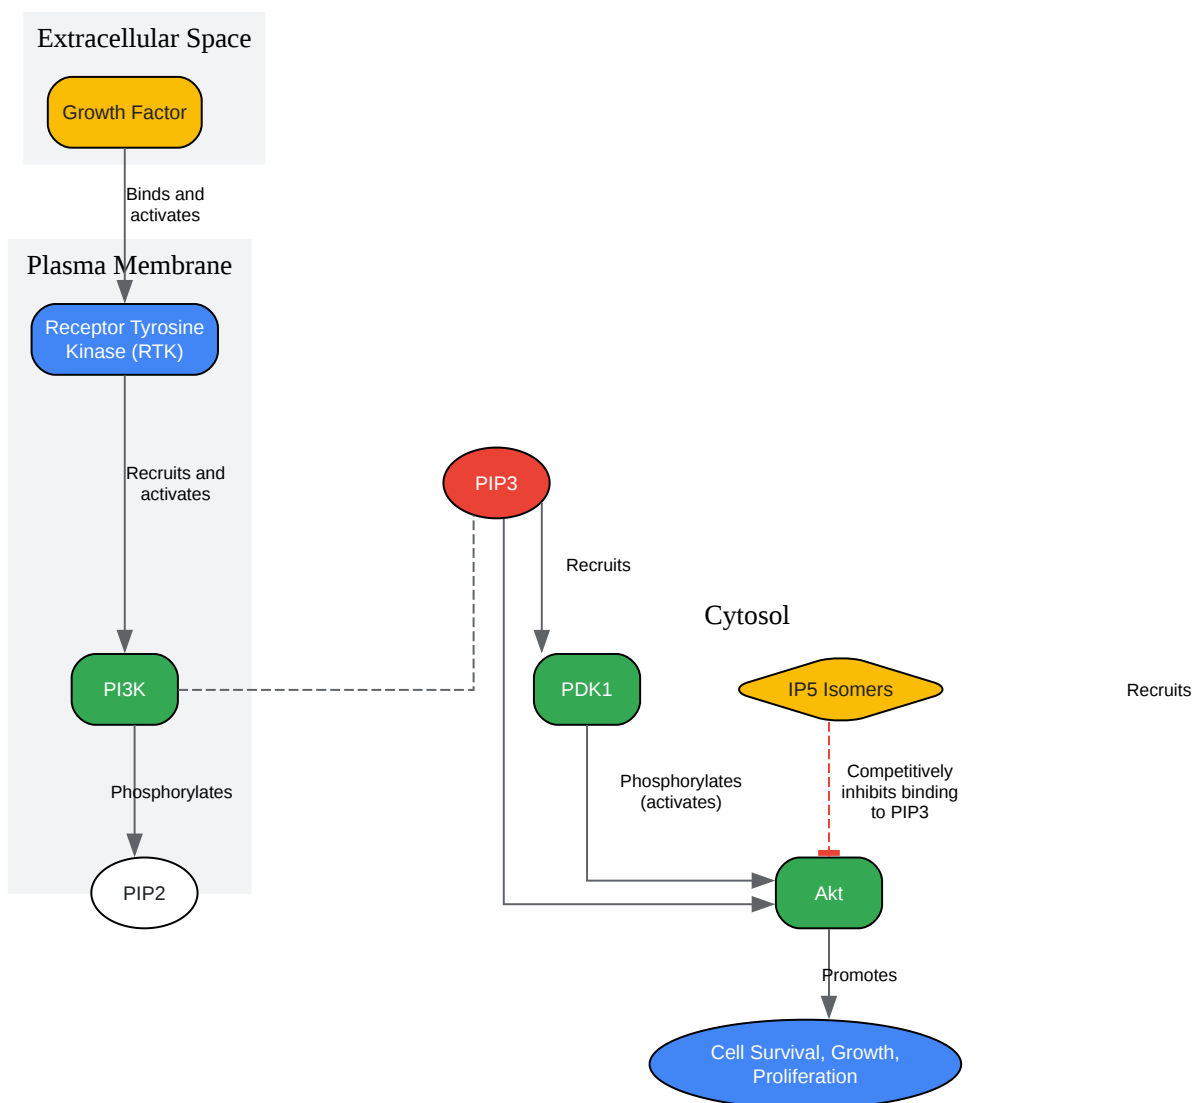 Extracellular Space
Growth Factor
Binds and
activates
Plasma Membrane
Receptor Tyrosine
Kinase (RTK)
Recruits and
activates
PIP3
Recruits
Cytosol
PI3K
PDK1
IP5 Isomers
Recruits
Phosphorylates
Phosphorylates
(activates)
Competitively
inhibits binding
to PIP3
PIP2
Akt
Promotes
Cell Survival, Growth,
Proliferation